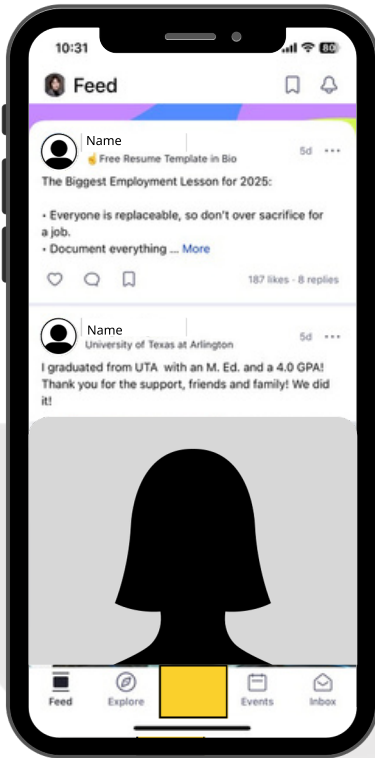 10:31
80
Feed
Name
☝️Free Resume Template in Bio
5d ...
The Biggest Employment Lesson for 2025:
• Everyone is replaceable, so don't over sacrifice for
a job.
• Document everything ... More
187 likes · 8 replies
Name
University of Texas at Arlington
5d ...
I graduated from UTA with an M. Ed. and a 4.0 GPA!
Thank you for the support, friends and family! We did
it!
Feed
Explore
Events
Inbox